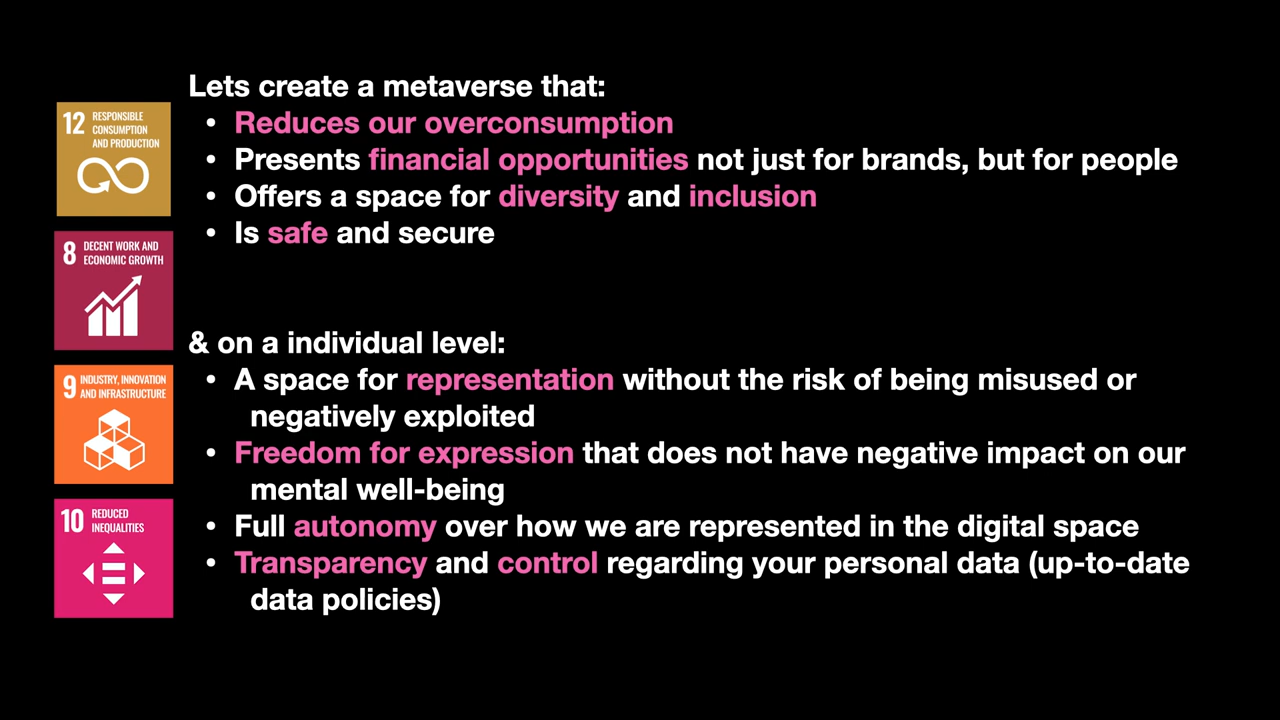 Lets create a metaverse that:
• Reduces our overconsumption
• Presents financial opportunities not just for brands, but for people
• Offers a space for diversity and inclusion
• Is safe and secure
& on a individual level:
• A space for representation without the risk of being misused or
negatively exploited
• Freedom for expression that does not have negative impact on our
mental well-being
• Full autonomy over how we are represented in the digital space
• Transparency and control regarding your personal data (up-to-date
data policies)
12 RESPONSIBLE
CONSUMPTION
AND PRODUCTION
8 DECENT WORK AND
ECONOMIC GROWTH
9 INDUSTRY, INNOVATION
AND INFRASTRUCTURE
10 REDUCED
INEQUALITIES